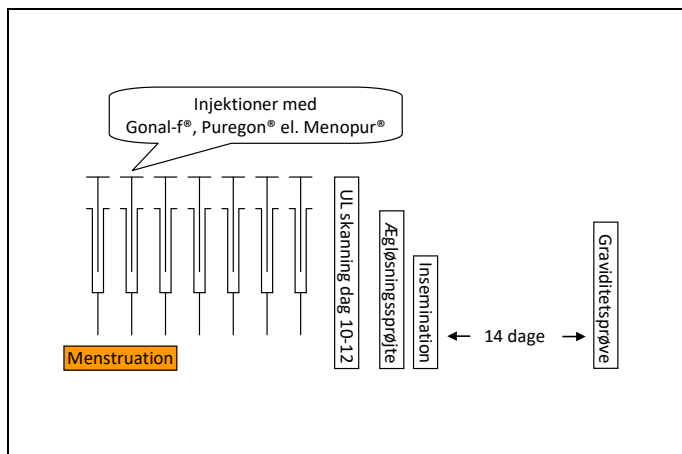 Injektioner med
Gonal-f®, Puregon® el. Menopur®
UL skanning dag 10-12
Ægløsningssprøjte
Insemination
14 dage
Graviditetsprøve
Menstruation